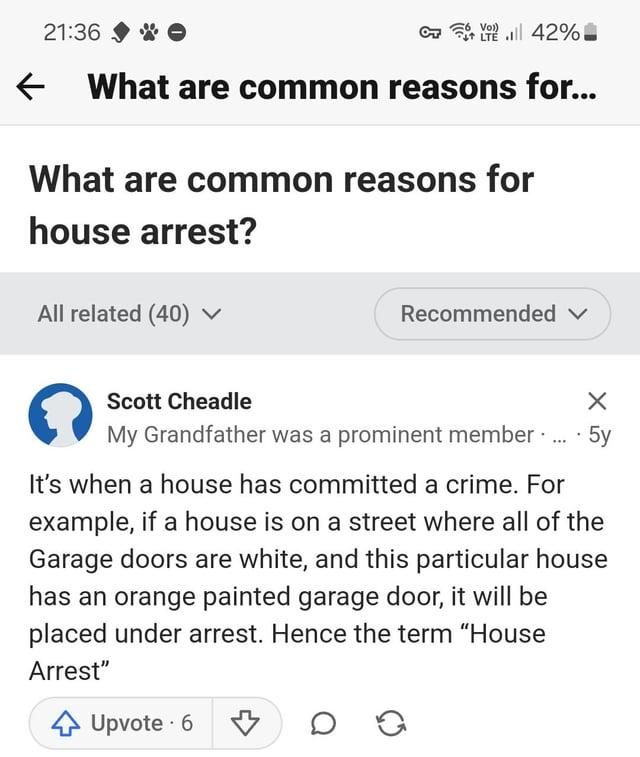 21:36 Vo) LTE 42%
What are common reasons for...
What are common reasons for
house arrest?
All related (40) Recommended
Scott Cheadle
My Grandfather was a prominent member · ... · 5y
It’s when a house has committed a crime. For
example, if a house is on a street where all of the
Garage doors are white, and this particular house
has an orange painted garage door, it will be
placed under arrest. Hence the term “House
Arrest”
Upvote · 6